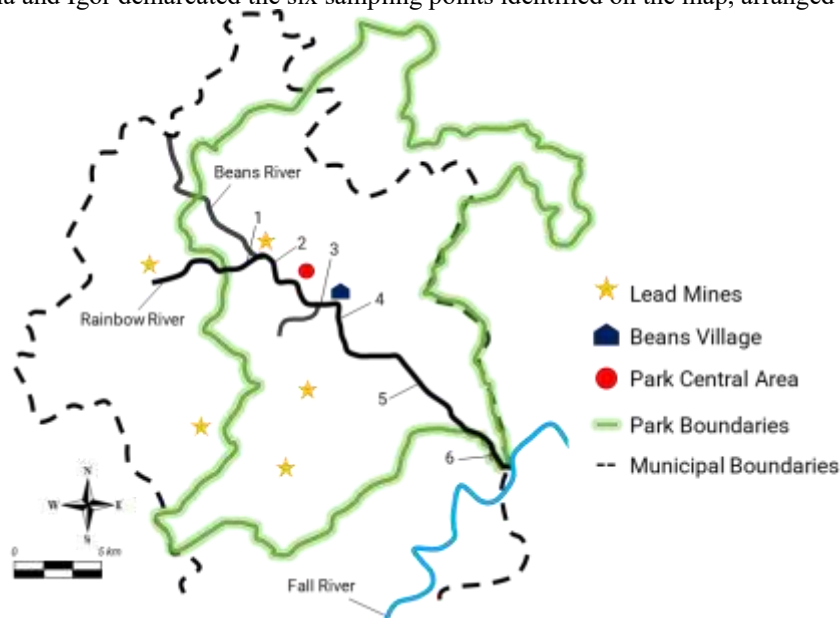 and Igor demarcated the six sampling points identified on the map, arranged
Beans River
1
2
3
Rainbow River
4
5
6
Lead Mines
Beans Village
Park Central Area
Park Boundaries
Municipal Boundaries
N
W E
S
0 5 km
Fall River